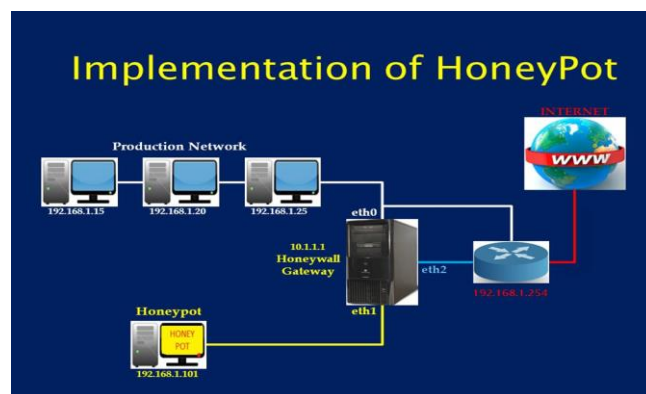 Implementation of HoneyPot
INTERNET
www
Production Network
192.168.1.15
192.168.1.20
192.168.1.25
eth0
10.1.1.1
Honeywall
Gateway
eth2
192.168.1.254
eth1
Honeypot
HONEY
POT
192.168.1.101